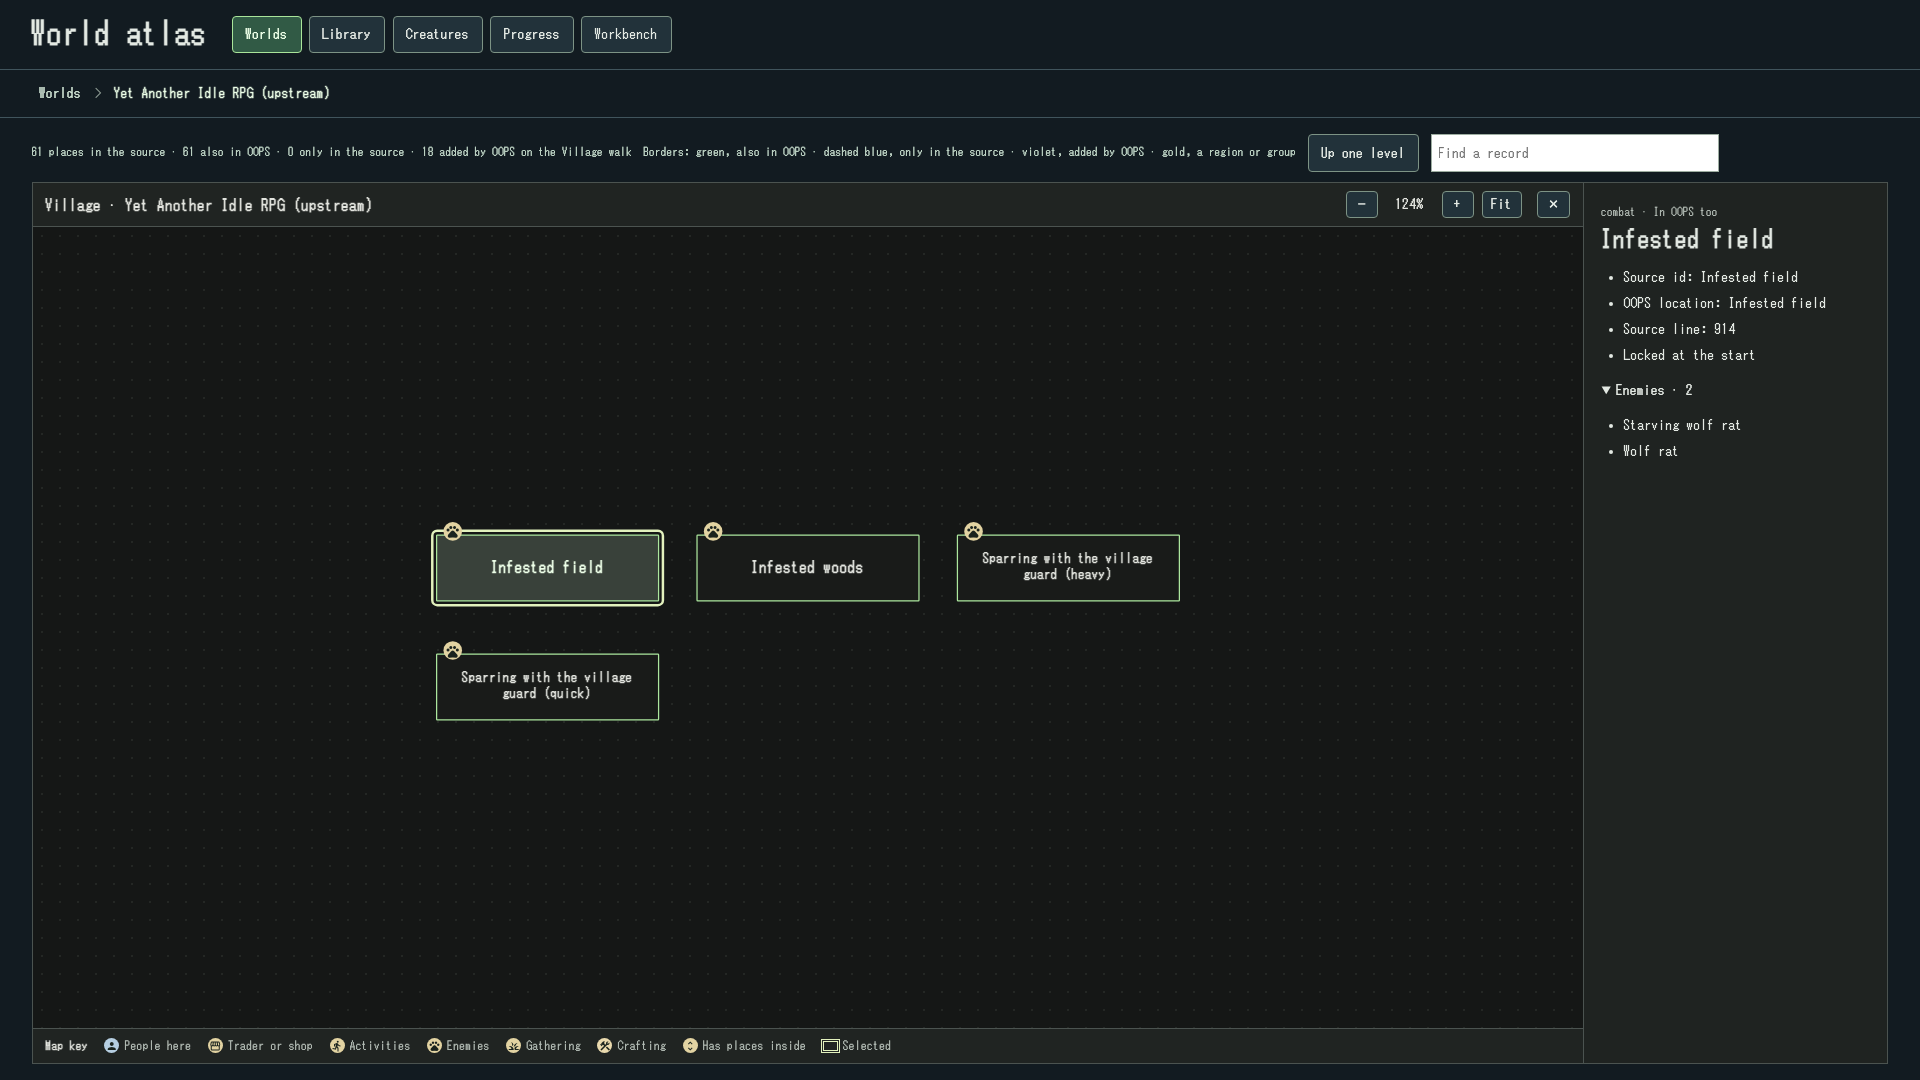 World atlas
Worlds
Library
Creatures
Progress
Workbench
Worlds
Yet Another Idle RPG (upstream)
61 places in the source · 61 also in OOPS · 0 only in the source · 18 added by OOPS on the Village walk
Borders: green, also in OOPS · dashed blue, only in the source · violet, added by OOPS · gold, a region or group
Up one level
Find a record
Village · Yet Another Idle RPG (upstream)
−
124%
+
Fit
×
Infested field
Infested woods
Sparring with the village
guard (heavy)
Sparring with the village
guard (quick)
Map key
People here
Trader or shop
Activities
Enemies
Gathering
Crafting
Has places inside
Selected
combat · In OOPS too
Infested field
• Source id: Infested field
• OOPS location: Infested field
• Source line: 914
• Locked at the start
▼ Enemies · 2
• Starving wolf rat
• Wolf rat